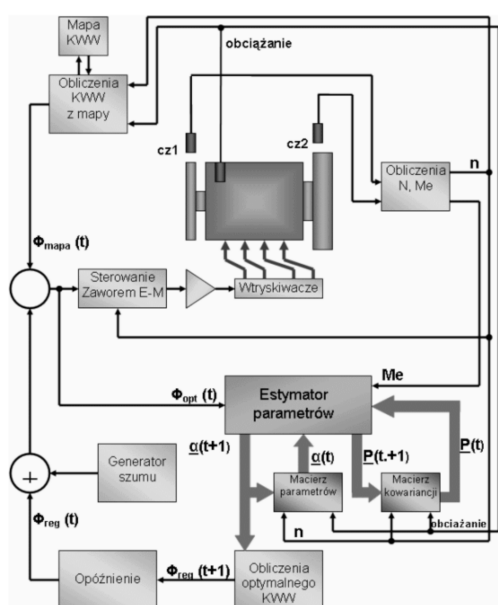 Mapa
KWW
obciążanie
Obliczenia
KWW
z mapy
cz1
cz2
n
Obliczenia
N, Me
Φmapa (t)
Sterowanie
Zaworem E-M
Wtryskiwacze
Me
Φopt (t)
Estymator
parametrów
α(t+1)
α(t)
P(t.+1)
P(t)
+
Generator
szumu
Macierz
parametrów
Macierz
kowariancji
Φreg (t)
n
obciażanie
Φreg (t+1)
Opóźnienie
Obliczenia
optymalnego
KWW